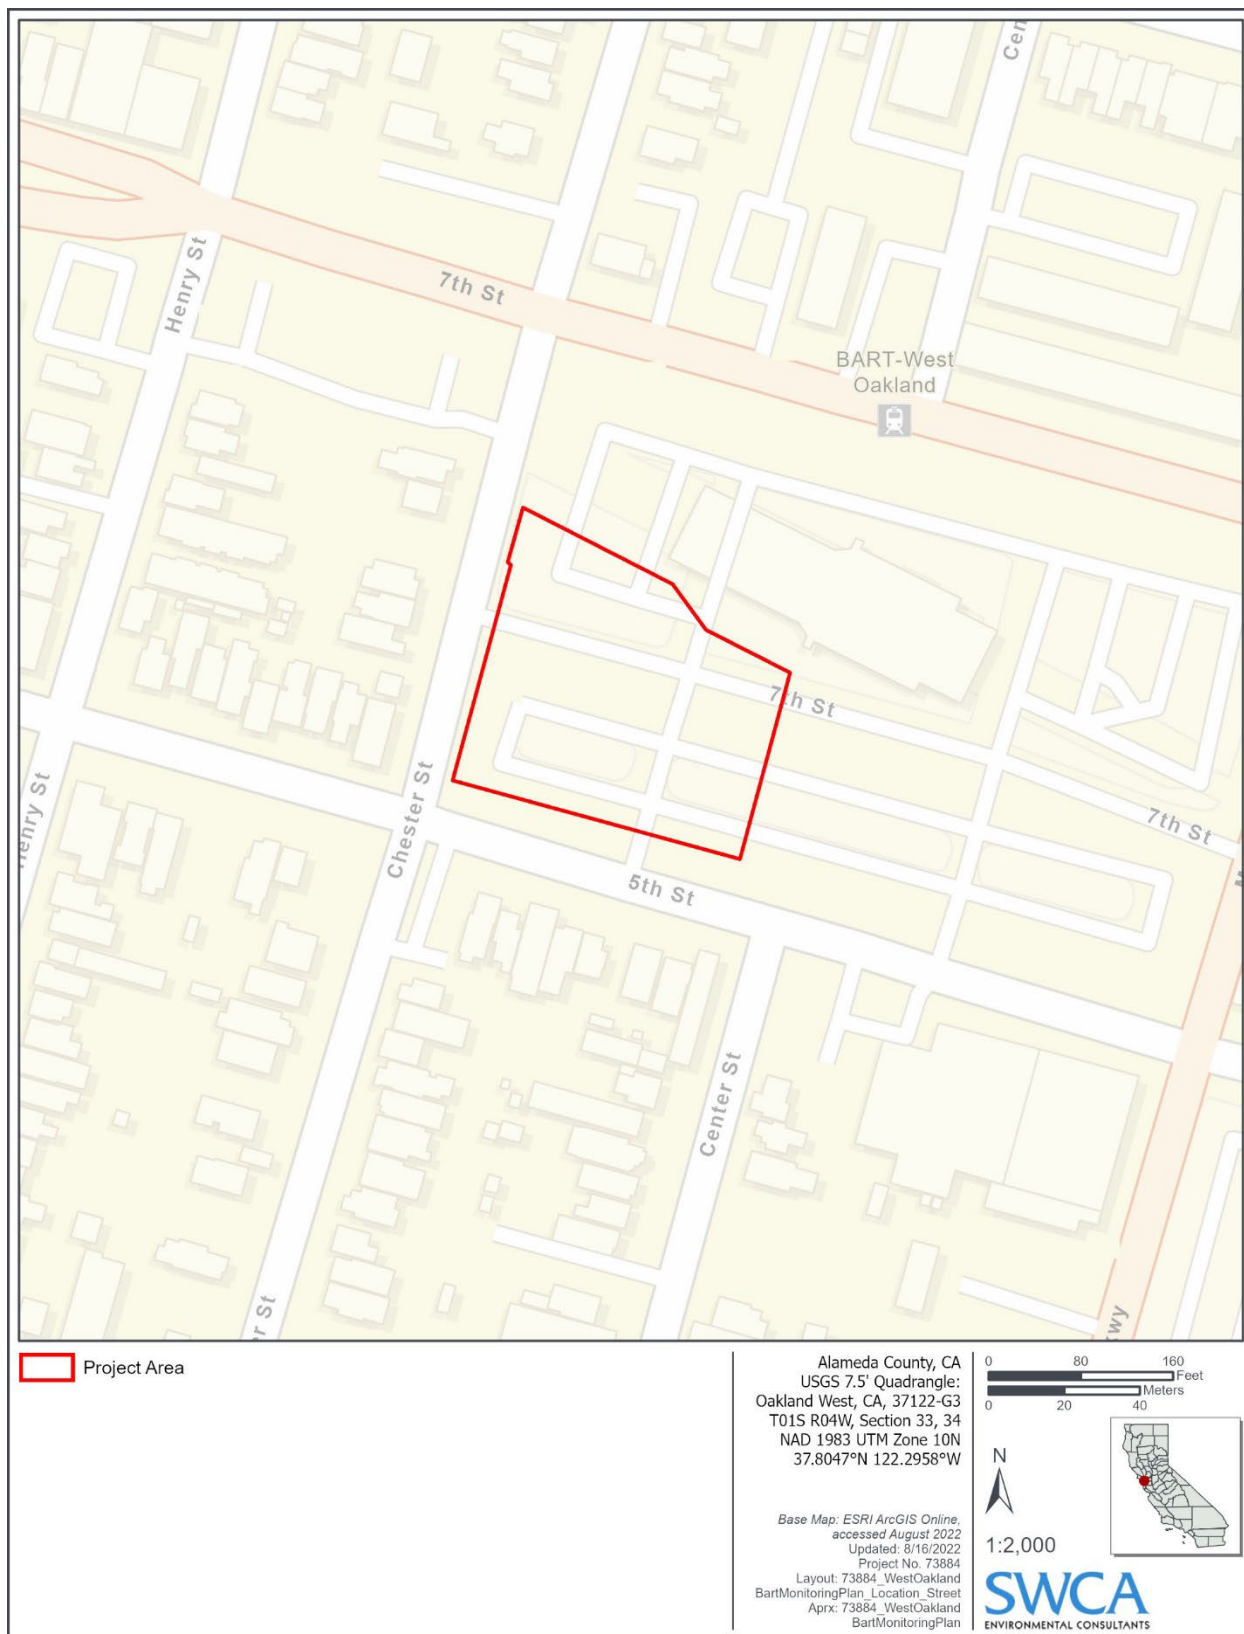 Cen
Henry St
7th St
BART-West
Oakland
7th St
7th St
Henry St
Chester St
5th St
Center St
er St
kwy
Project Area
Alameda County, CA
USGS 7.5' Quadrangle:
Oakland West, CA, 37122-G3
T01S R04W, Section 33, 34
NAD 1983 UTM Zone 10N
37.8047°N 122.2958°W
Base Map: ESRI ArcGIS Online,
accessed August 2022
Updated: 8/16/2022
Project No. 73884
Layout: 73884_WestOakland
BartMonitoringPlan_Location_Street
Aprx: 73884_WestOakland
BartMonitoringPlan
0 80 160
Feet
Meters
0 20 40
N
1:2,000
SWCA
ENVIRONMENTAL CONSULTANTS